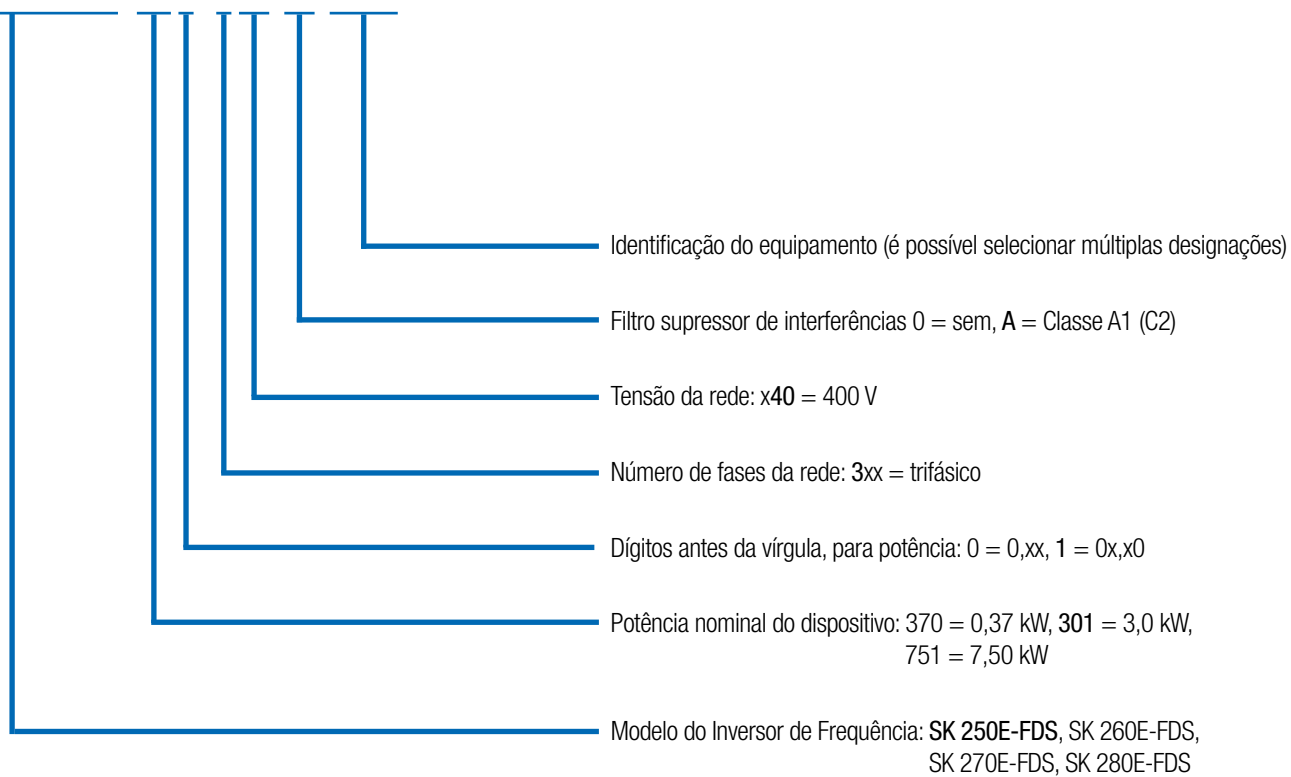 Identificação do equipamento (é possível selecionar múltiplas designações)
Filtro supressor de interferências 0 = sem, A = Classe A1 (C2)
Tensão da rede: x40 = 400 V
Número de fases da rede: 3xx = trifásico
Dígitos antes da vírgula, para potência: 0 = 0,xx, 1 = 0x,x0
Potência nominal do dispositivo: 370 = 0,37 kW, 301 = 3,0 kW,
751 = 7,50 kW
Modelo do Inversor de Frequência: SK 250E-FDS, SK 260E-FDS,
SK 270E-FDS, SK 280E-FDS